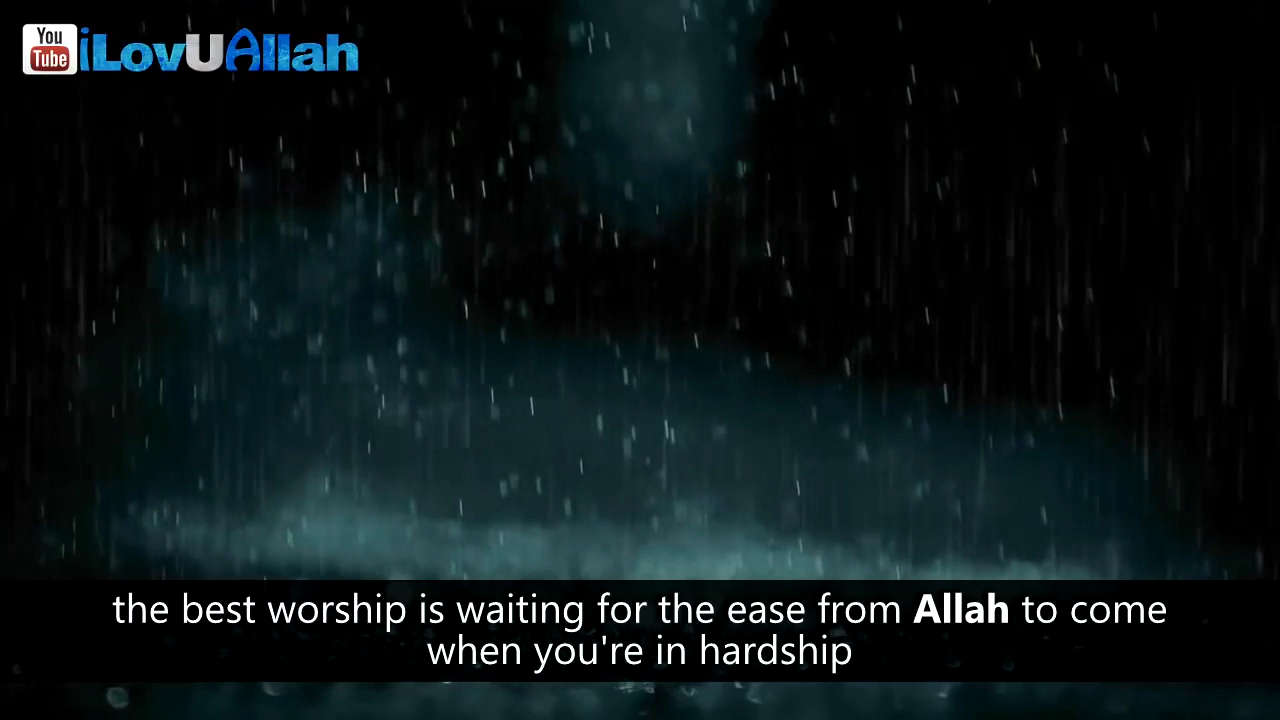 You
Tube
iLovUAllah
the best worship is waiting for the ease from Allah to come
when you're in hardship